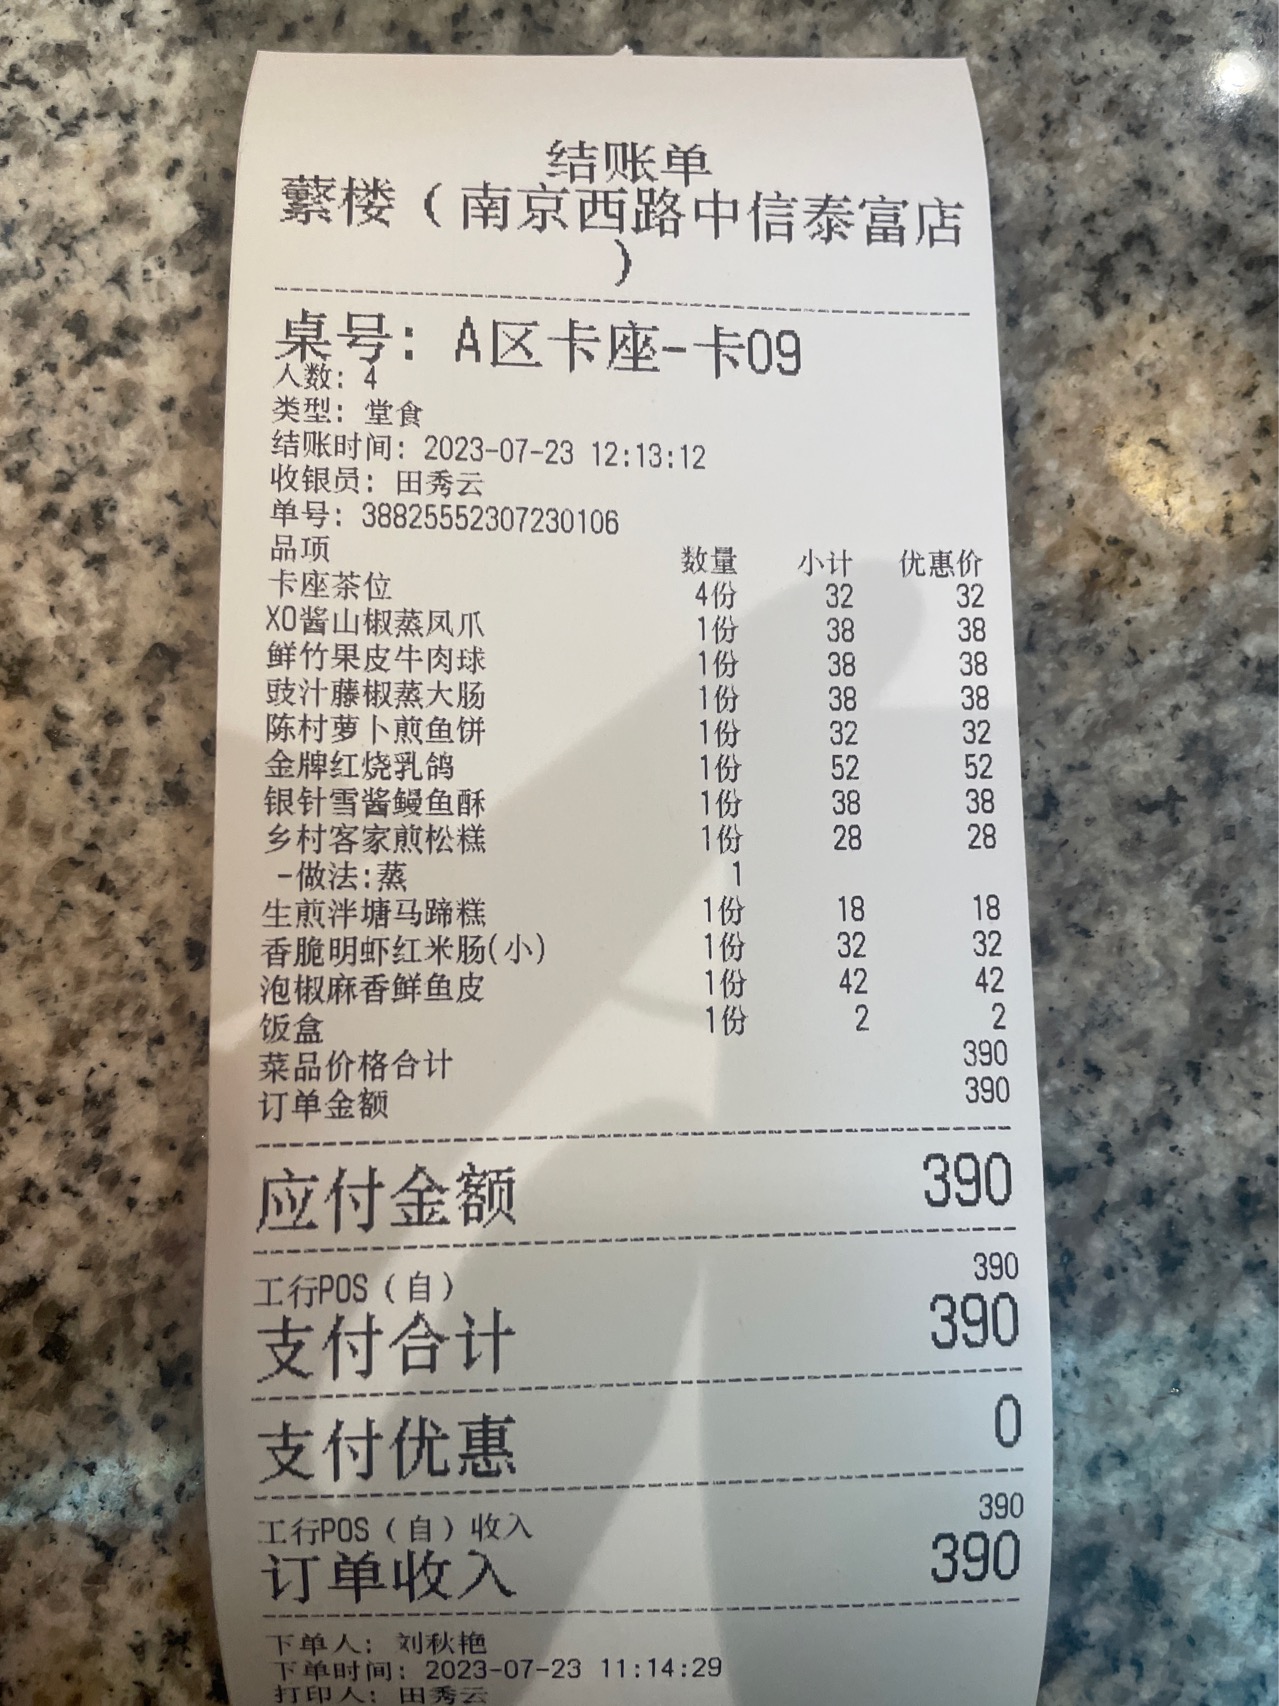 结账单
蘩楼（南京西路中信泰富店
）
桌号: A区卡座-卡09
人数: 4
类型: 堂食
结账时间: 2023-07-23 12:13:12
收银员: 田秀云
单号: 38825552307230106
品项 数量 小计 优惠价
卡座茶位 4份 32 32
XO酱山椒蒸凤爪 1份 38 38
鲜竹果皮牛肉球 1份 38 38
豉汁藤椒蒸大肠 1份 38 38
陈村萝卜煎鱼饼 1份 32 32
金牌红烧乳鸽 1份 52 52
银针雪酱鳗鱼酥 1份 38 38
乡村客家煎松糕 1份 28 28
-做法:蒸 1
生煎泮塘马蹄糕 1份 18 18
香脆明虾红米肠(小) 1份 32 32
泡椒麻香鲜鱼皮 1份 42 42
饭盒 1份 2 2
菜品价格合计 390
订单金额 390
应付金额 390
工行POS（自） 390
支付合计 390
支付优惠 0
工行POS（自）收入 390
订单收入 390
下单人: 刘秋艳
下单时间: 2023-07-23 11:14:29
打印人: 田秀云